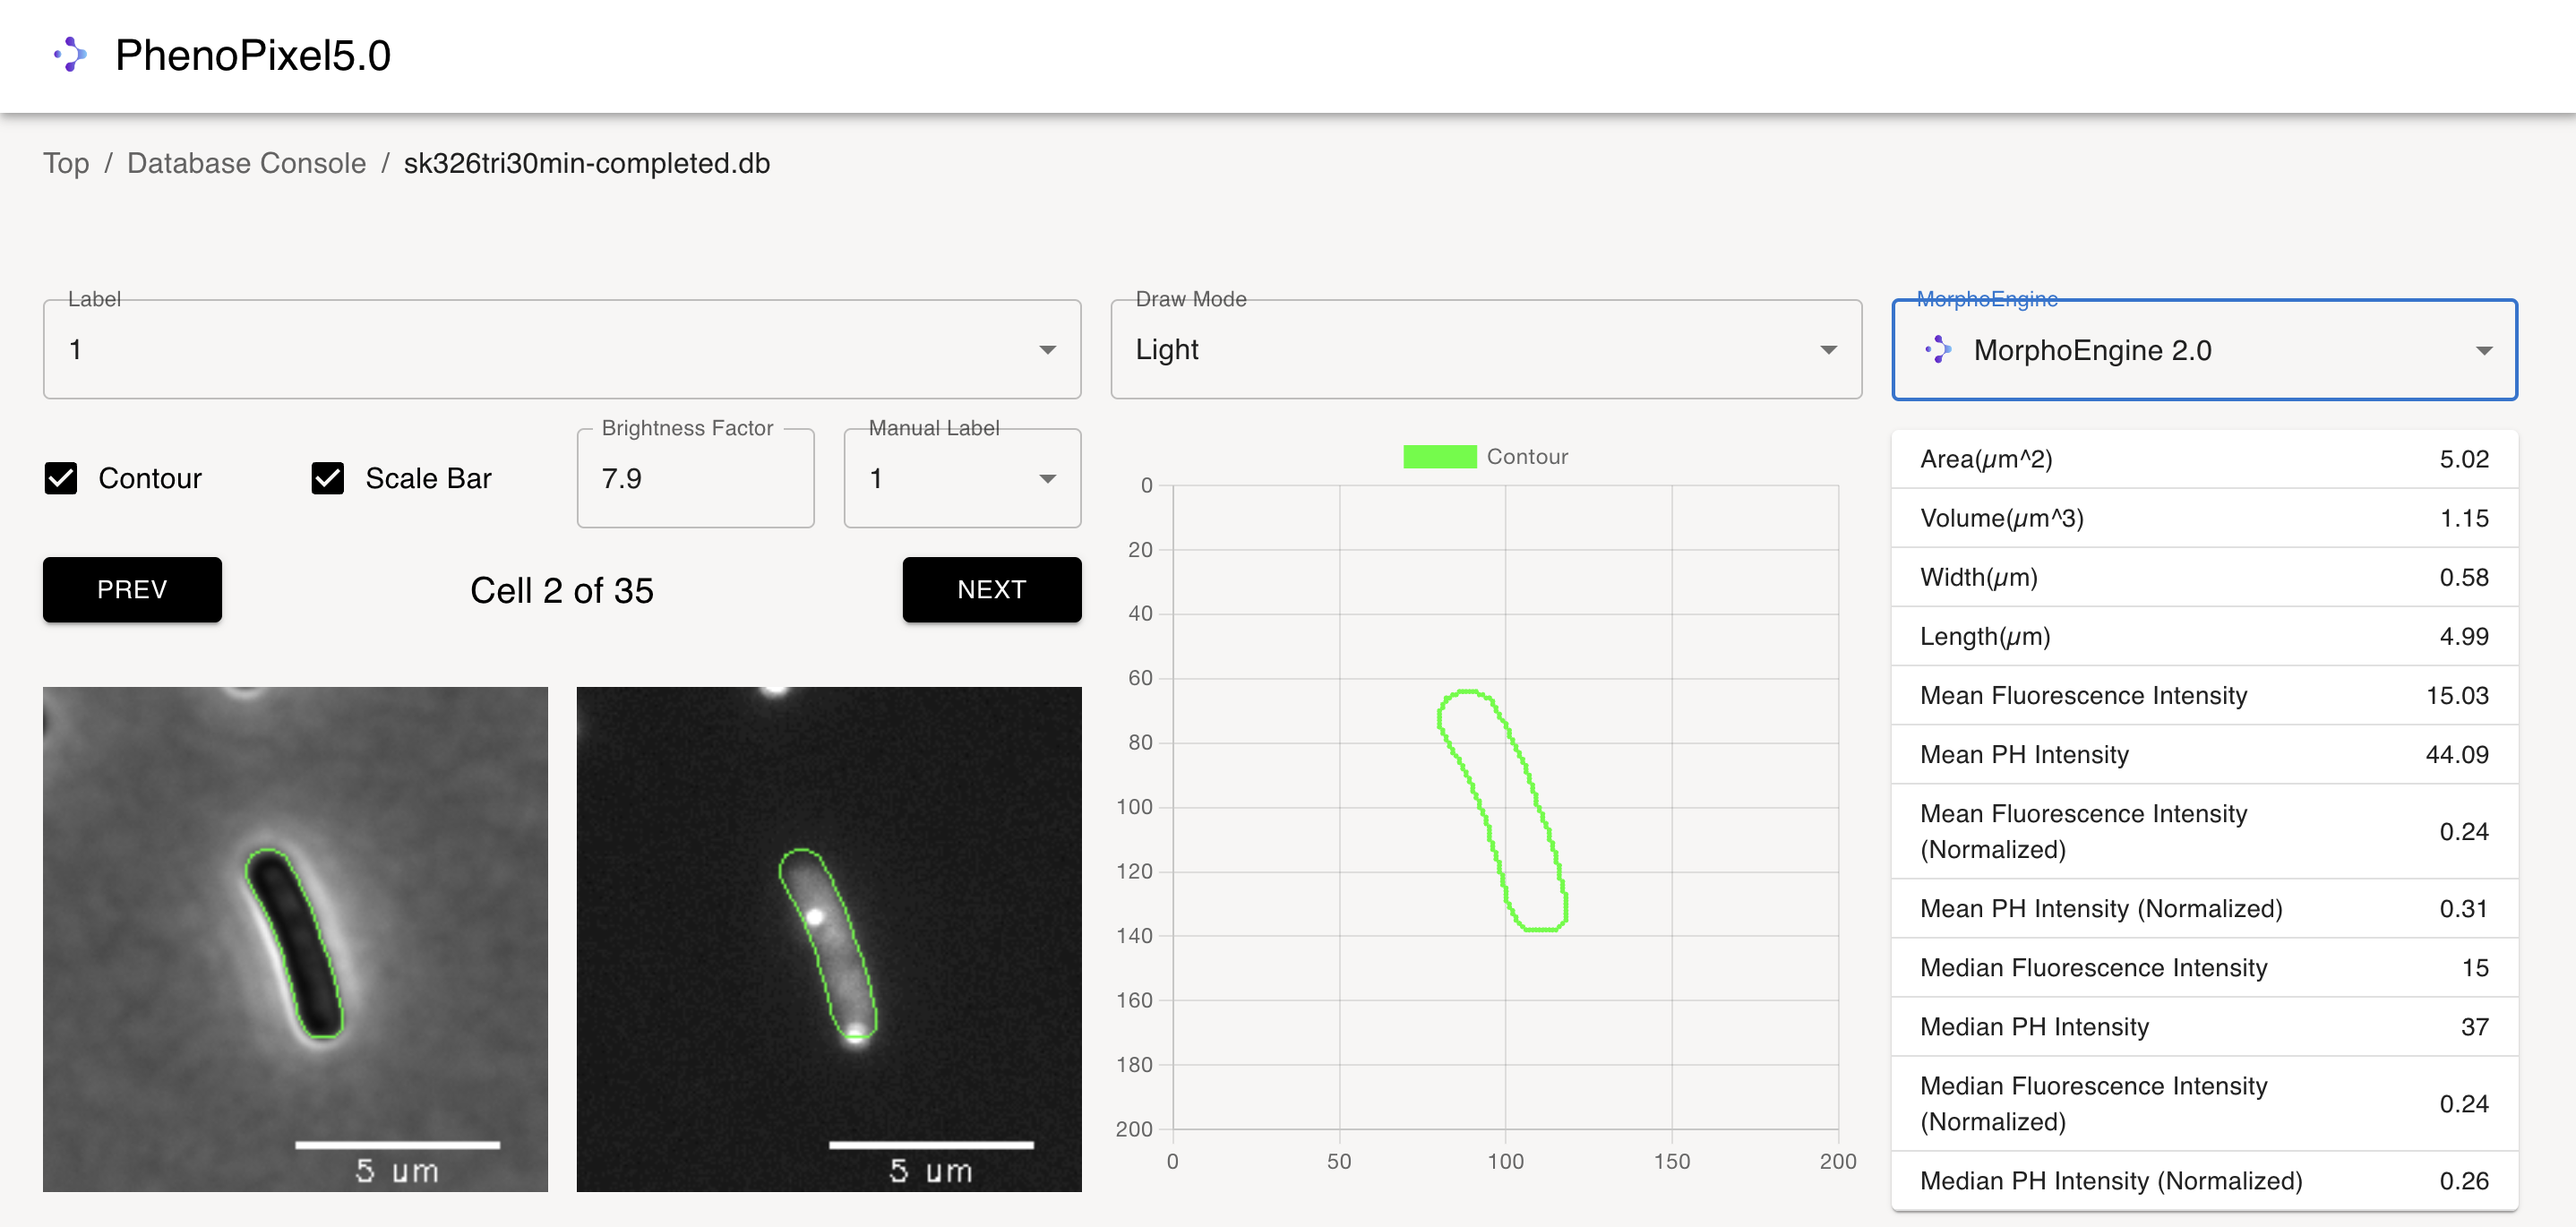 PhenoPixel5.0
Top / Database Console / sk326tri30min-completed.db
Label
1
Draw Mode
Light
MorphoEngine
MorphoEngine 2.0
Contour
Scale Bar
Brightness Factor
7.9
Manual Label
1
PREV
Cell 2 of 35
NEXT
5 um
5 um
Contour
0
20
40
60
80
100
120
140
160
180
200
0 50 100 150 200
Area(μm^2) 5.02
Volume(μm^3) 1.15
Width(μm) 0.58
Length(μm) 4.99
Mean Fluorescence Intensity 15.03
Mean PH Intensity 44.09
Mean Fluorescence Intensity
(Normalized) 0.24
Mean PH Intensity (Normalized) 0.31
Median Fluorescence Intensity 15
Median PH Intensity 37
Median Fluorescence Intensity
(Normalized) 0.24
Median PH Intensity (Normalized) 0.26